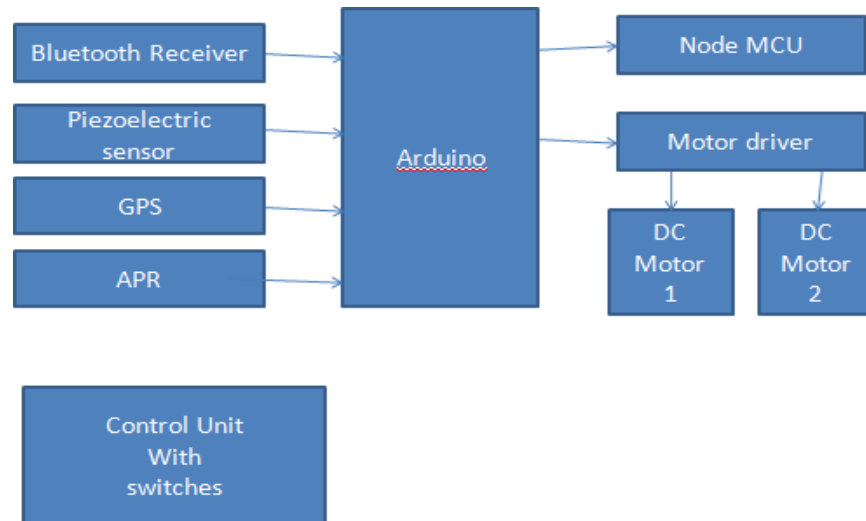 Bluetooth Receiver
Piezoelectric
sensor
GPS
APR
Arduino
Node MCU
Motor driver
DC
Motor
1
DC
Motor
2
Control Unit
With
switches